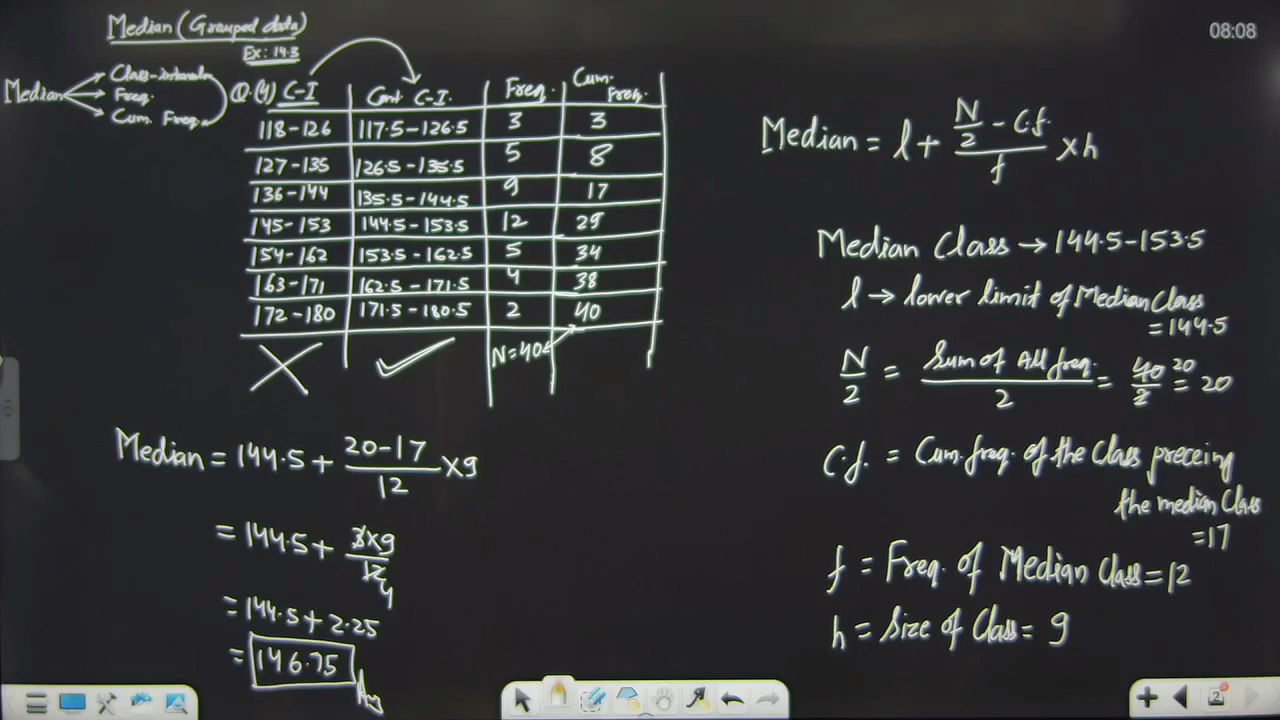 Median (Grouped data)
Ex: 14.3
Median
Class-interval
Freq.
Cum. Freq.
Q.(4) C-I | Cont. C-I. | Freq. | Cum. Freq.
118-126 | 117.5-126.5 | 3 | 3
127-135 | 126.5-135.5 | 5 | 8
136-144 | 135.5-144.5 | 9 | 17
145-153 | 144.5-153.5 | 12 | 29
154-162 | 153.5-162.5 | 5 | 34
163-171 | 162.5-171.5 | 4 | 38
172-180 | 171.5-180.5 | 2 | 40
N=40
Median = 144.5 + (20-17)/12 × 9
= 144.5 + (3×9)/12 4
= 144.5 + 2.25
= 146.75 Ans
08:08
Median = l + (N/2 - c.f)/f × h
Median Class → 144.5-153.5
l → lower limit of Median Class
= 144.5
N/2 = Sum of All freq./2 = 40/2 20 = 20
c.f. = Cum. freq. of the Class preceing
the median Class
= 17
f = Freq. of Median Class = 12
h = Size of Class = 9
2